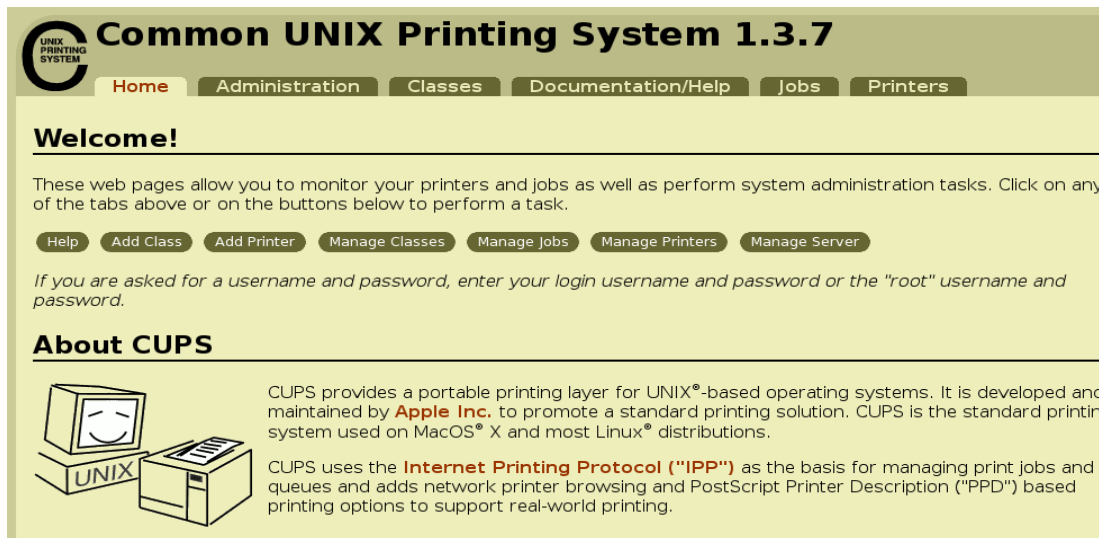 UNIX
PRINTING
SYSTEM
Common UNIX Printing System 1.3.7
Home Administration Classes Documentation/Help Jobs Printers
Welcome!
These web pages allow you to monitor your printers and jobs as well as perform system administration tasks. Click on any
of the tabs above or on the buttons below to perform a task.
Help Add Class Add Printer Manage Classes Manage Jobs Manage Printers Manage Server
If you are asked for a username and password, enter your login username and password or the "root" username and
password.
About CUPS
UNIX
CUPS provides a portable printing layer for UNIX®-based operating systems. It is developed and
maintained by Apple Inc. to promote a standard printing solution. CUPS is the standard printin
system used on MacOS® X and most Linux® distributions.
CUPS uses the Internet Printing Protocol ("IPP") as the basis for managing print jobs and
queues and adds network printer browsing and PostScript Printer Description ("PPD") based
printing options to support real-world printing.